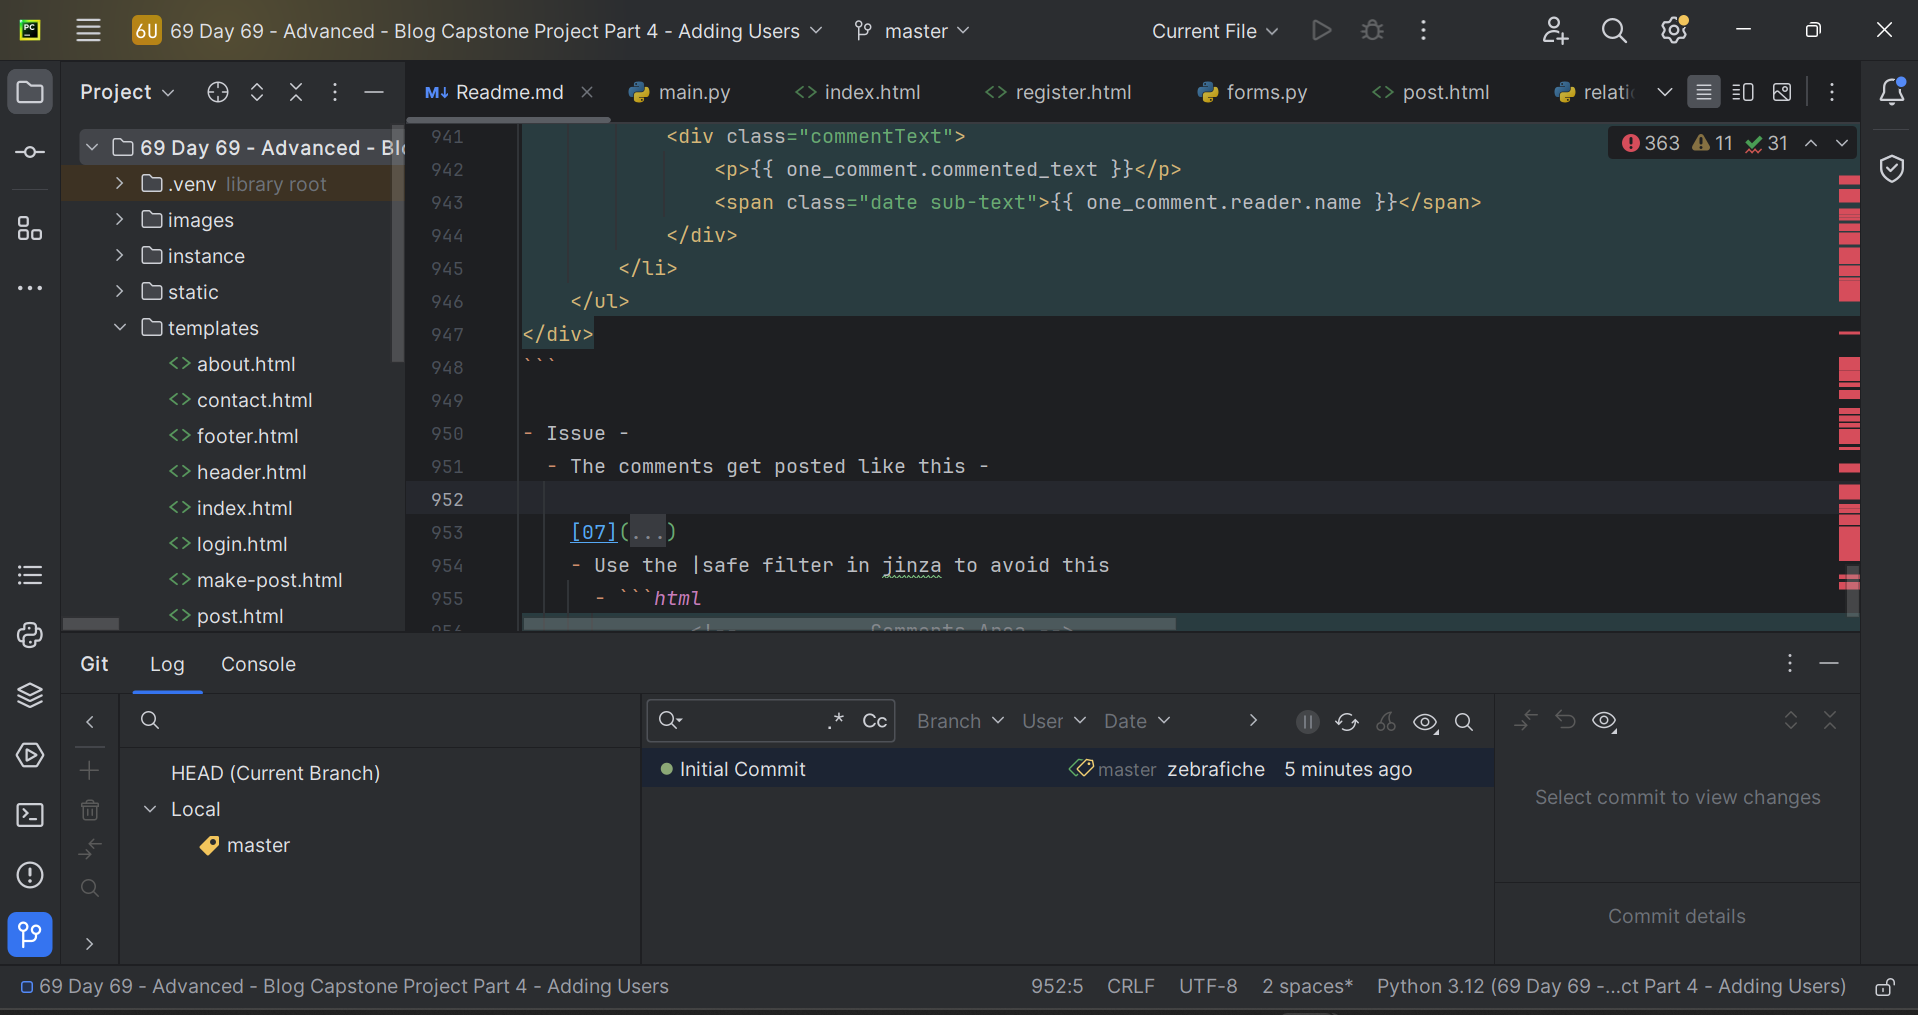 PC
6U 69 Day 69 - Advanced - Blog Capstone Project Part 4 - Adding Users
master
Current File
Project
Readme.md
main.py
index.html
register.html
forms.py
post.html
relati
69 Day 69 - Advanced - Bl
.venv library root
images
instance
static
templates
about.html
contact.html
footer.html
header.html
index.html
login.html
make-post.html
post.html
363 11 31
941 <div class="commentText">
942 <p>{{ one_comment.commented_text }}</p>
943 <span class="date sub-text">{{ one_comment.reader.name }}</span>
944 </div>
945 </li>
946 </ul>
947 </div>
948 ```
949
950 - Issue -
951 - The comments get posted like this -
952
953 [07](...)
954 - Use the |safe filter in jinza to avoid this
955 - ```html
956 <!-- Comments Area -->
Git
Log
Console
.* Cc
Branch
User
Date
HEAD (Current Branch)
Local
master
Initial Commit master zebrafiche 5 minutes ago
Select commit to view changes
Commit details
69 Day 69 - Advanced - Blog Capstone Project Part 4 - Adding Users
952:5 CRLF UTF-8 2 spaces* Python 3.12 (69 Day 69 -...ct Part 4 - Adding Users)